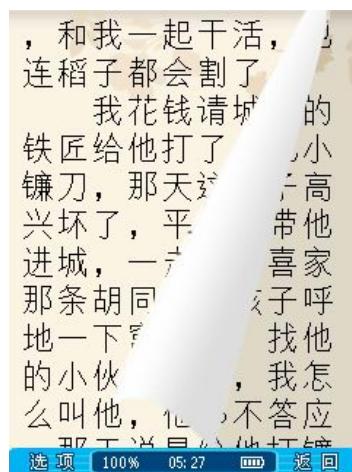 ，和我一起干活，
连稻子都会割了
我花钱请城 的
铁匠给他打了 小
镰刀，那天这 子高
兴坏了，平 带他
进城，一 喜家
那条胡同 孩子呼
地一下 找他
的小伙 ，我怎
么叫他， 不答应
选项 100% 05:27 返回